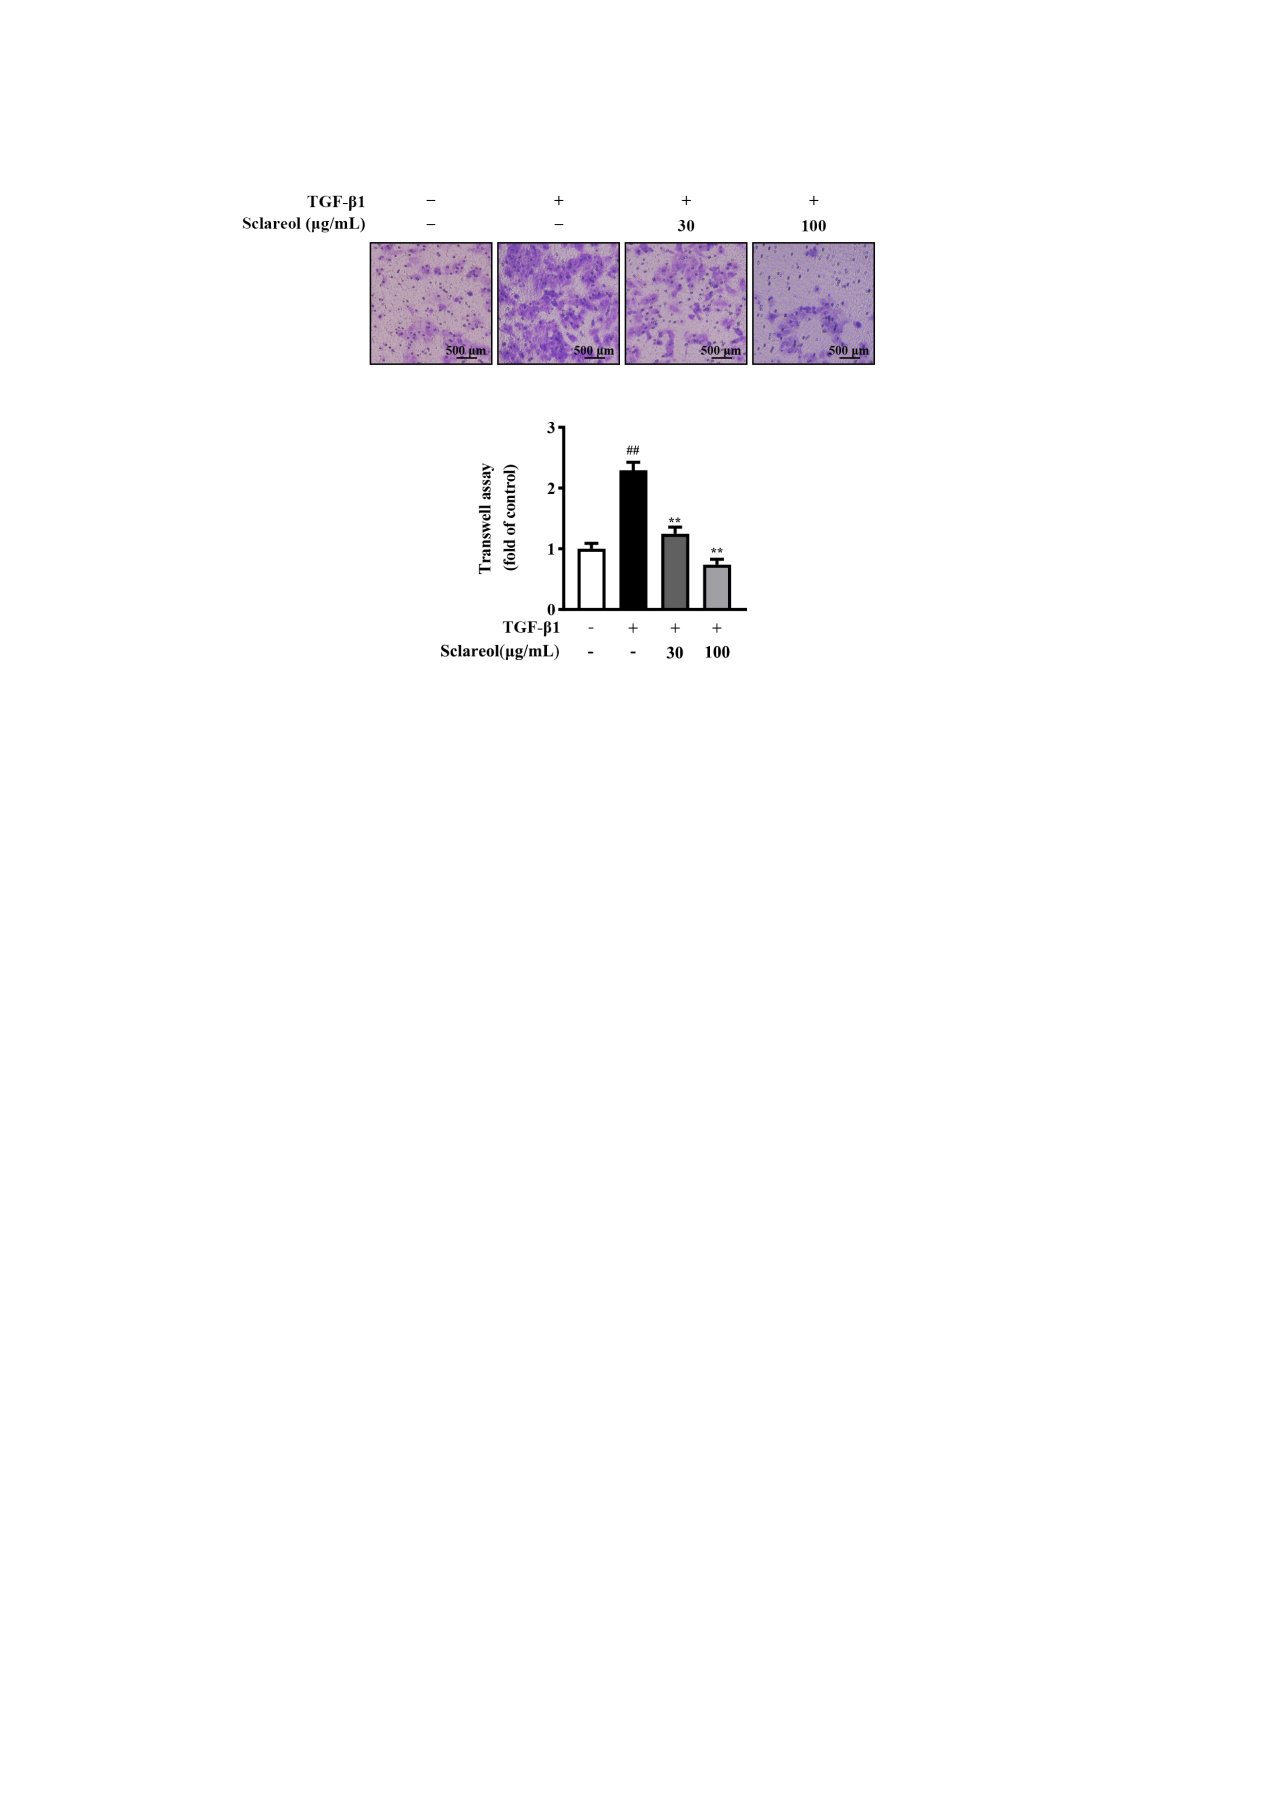 TGF-β1 − + + +
Sclareol (μg/mL) − − 30 100
500 μm 500 μm 500 μm 500 μm
3
##
2
**
**
1
0
Transwell assay
(fold of control)
TGF-β1 - + + +
Sclareol(μg/mL) - - 30 100